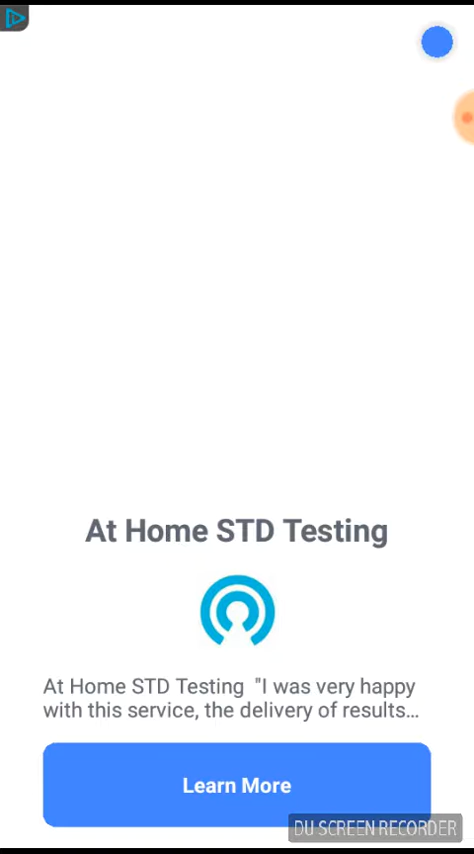 At Home STD Testing
At Home STD Testing "I was very happy
with this service, the delivery of results...
Learn More
DU SCREEN RECORDER